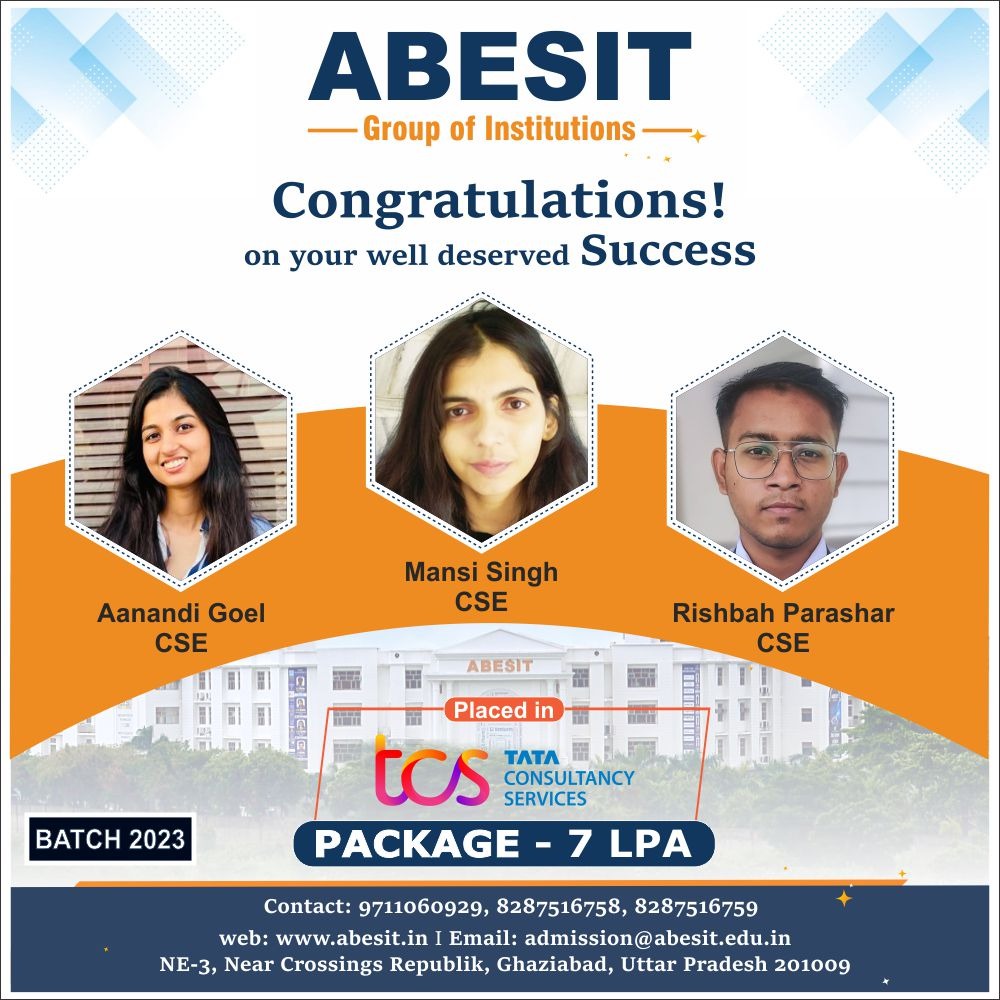 ABESIT
Group of Institutions
Congratulations!
on your well deserved Success
Aanandi Goel
CSE
Mansi Singh
CSE
Rishbah Parashar
CSE
ABESIT
Placed in
tcs TATA
CONSULTANCY
SERVICES
BATCH 2023
PACKAGE - 7 LPA
Contact: 9711060929, 8287516758, 8287516759
web: www.abesit.in I Email: admission@abesit.edu.in
NE-3, Near Crossings Republik, Ghaziabad, Uttar Pradesh 201009